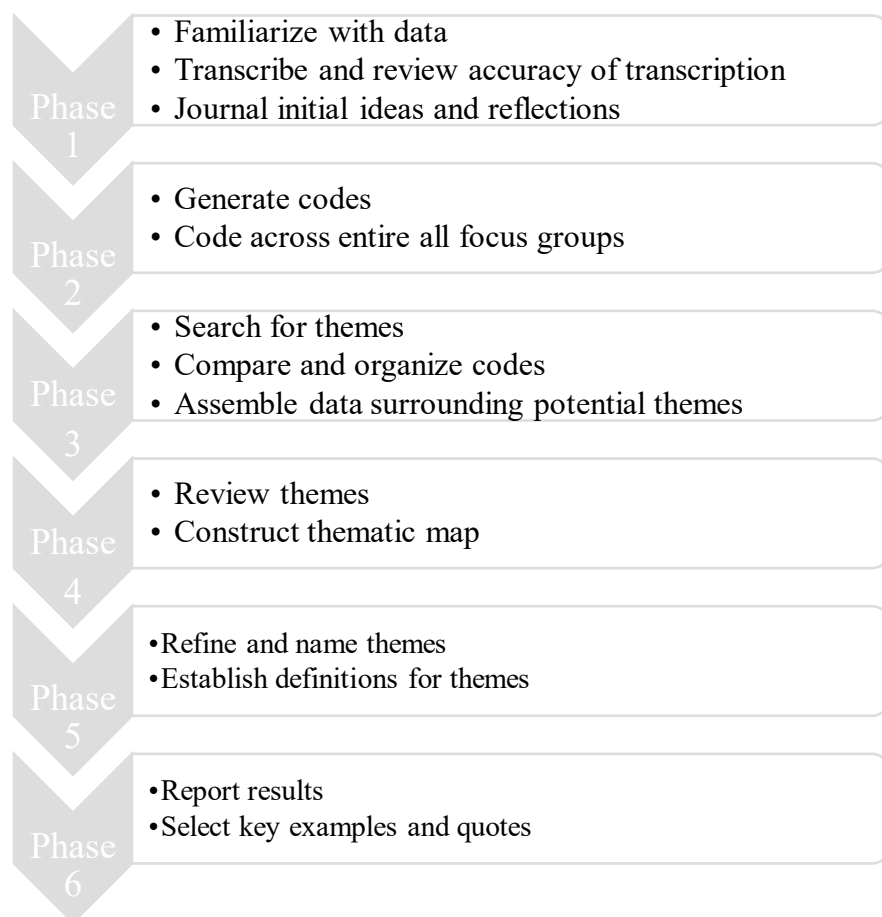 Phase
1
• Familiarize with data
• Transcribe and review accuracy of transcription
• Journal initial ideas and reflections
Phase
2
• Generate codes
• Code across entire all focus groups
Phase
3
• Search for themes
• Compare and organize codes
• Assemble data surrounding potential themes
Phase
4
• Review themes
• Construct thematic map
Phase
5
•Refine and name themes
•Establish definitions for themes
Phase
6
•Report results
•Select key examples and quotes